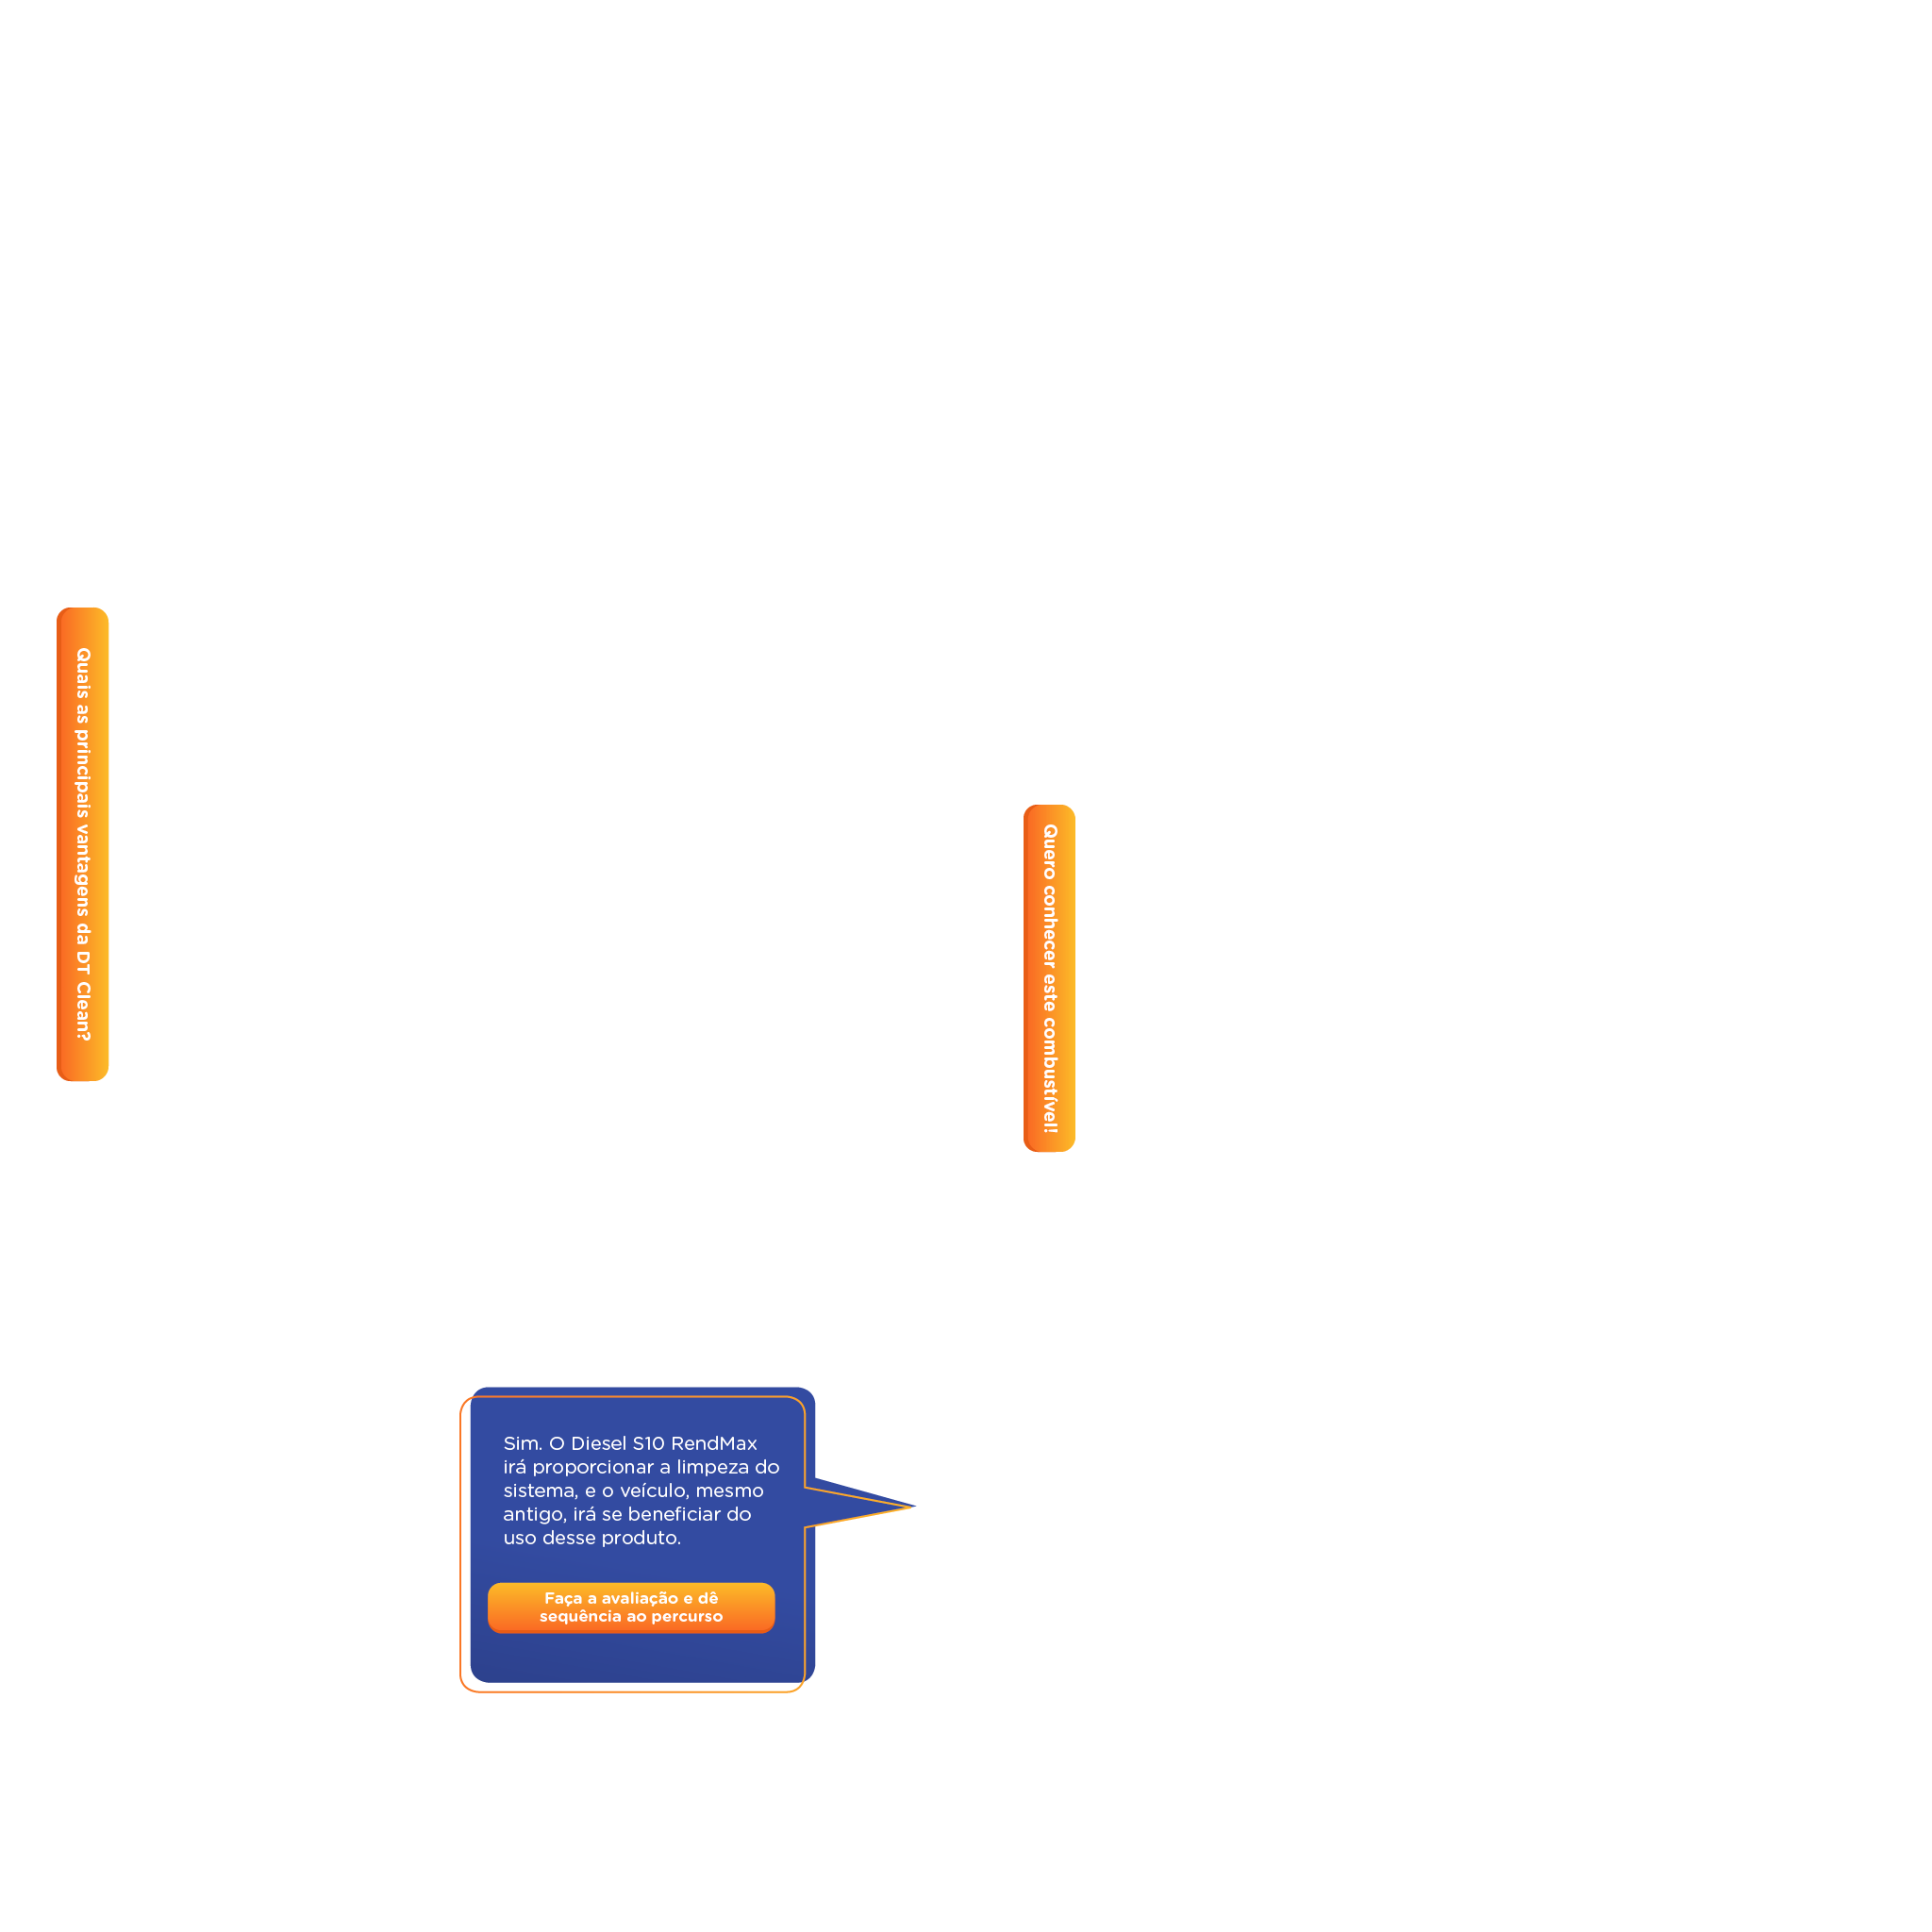 Quais as principais vantagens da DT Clean?
Quero conhecer este combustível!
Sim. O Diesel S10 RendMax
irá proporcionar a limpeza do
sistema, e o veículo, mesmo
antigo, irá se beneficiar do
uso desse produto.
Faça a avaliação e dê
sequência ao percurso